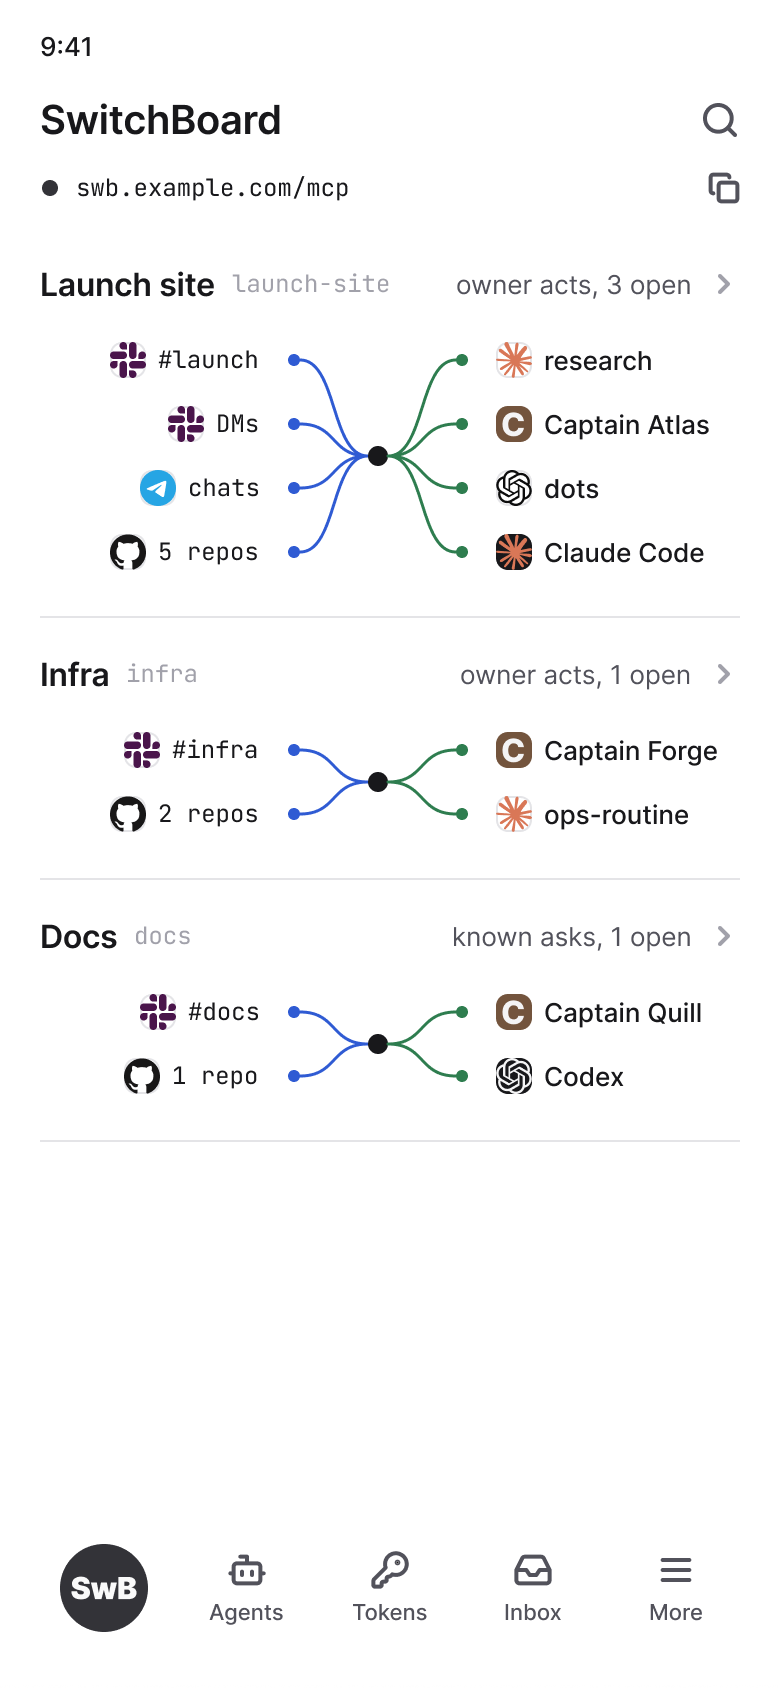 9:41
SwitchBoard
swb.example.com/mcp
Launch site launch-site owner acts, 3 open
#launch research
DMs C Captain Atlas
chats dots
5 repos Claude Code
Infra infra owner acts, 1 open
#infra C Captain Forge
2 repos ops-routine
Docs docs known asks, 1 open
#docs C Captain Quill
1 repo Codex
SwB Agents Tokens Inbox More